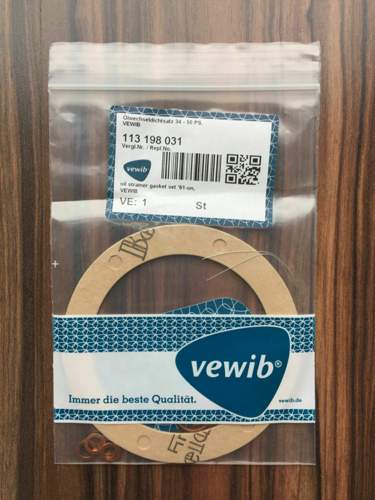 Ölwechseldichtsatz 34 - 50 PS,
VEWIB
113 198 031
Vergl.Nr. / Repl.No.
vewib
oil strainer gasket set '61-on,
VEWIB
VE: 1 St
vewib®
Immer die beste Qualität.
vewib.de